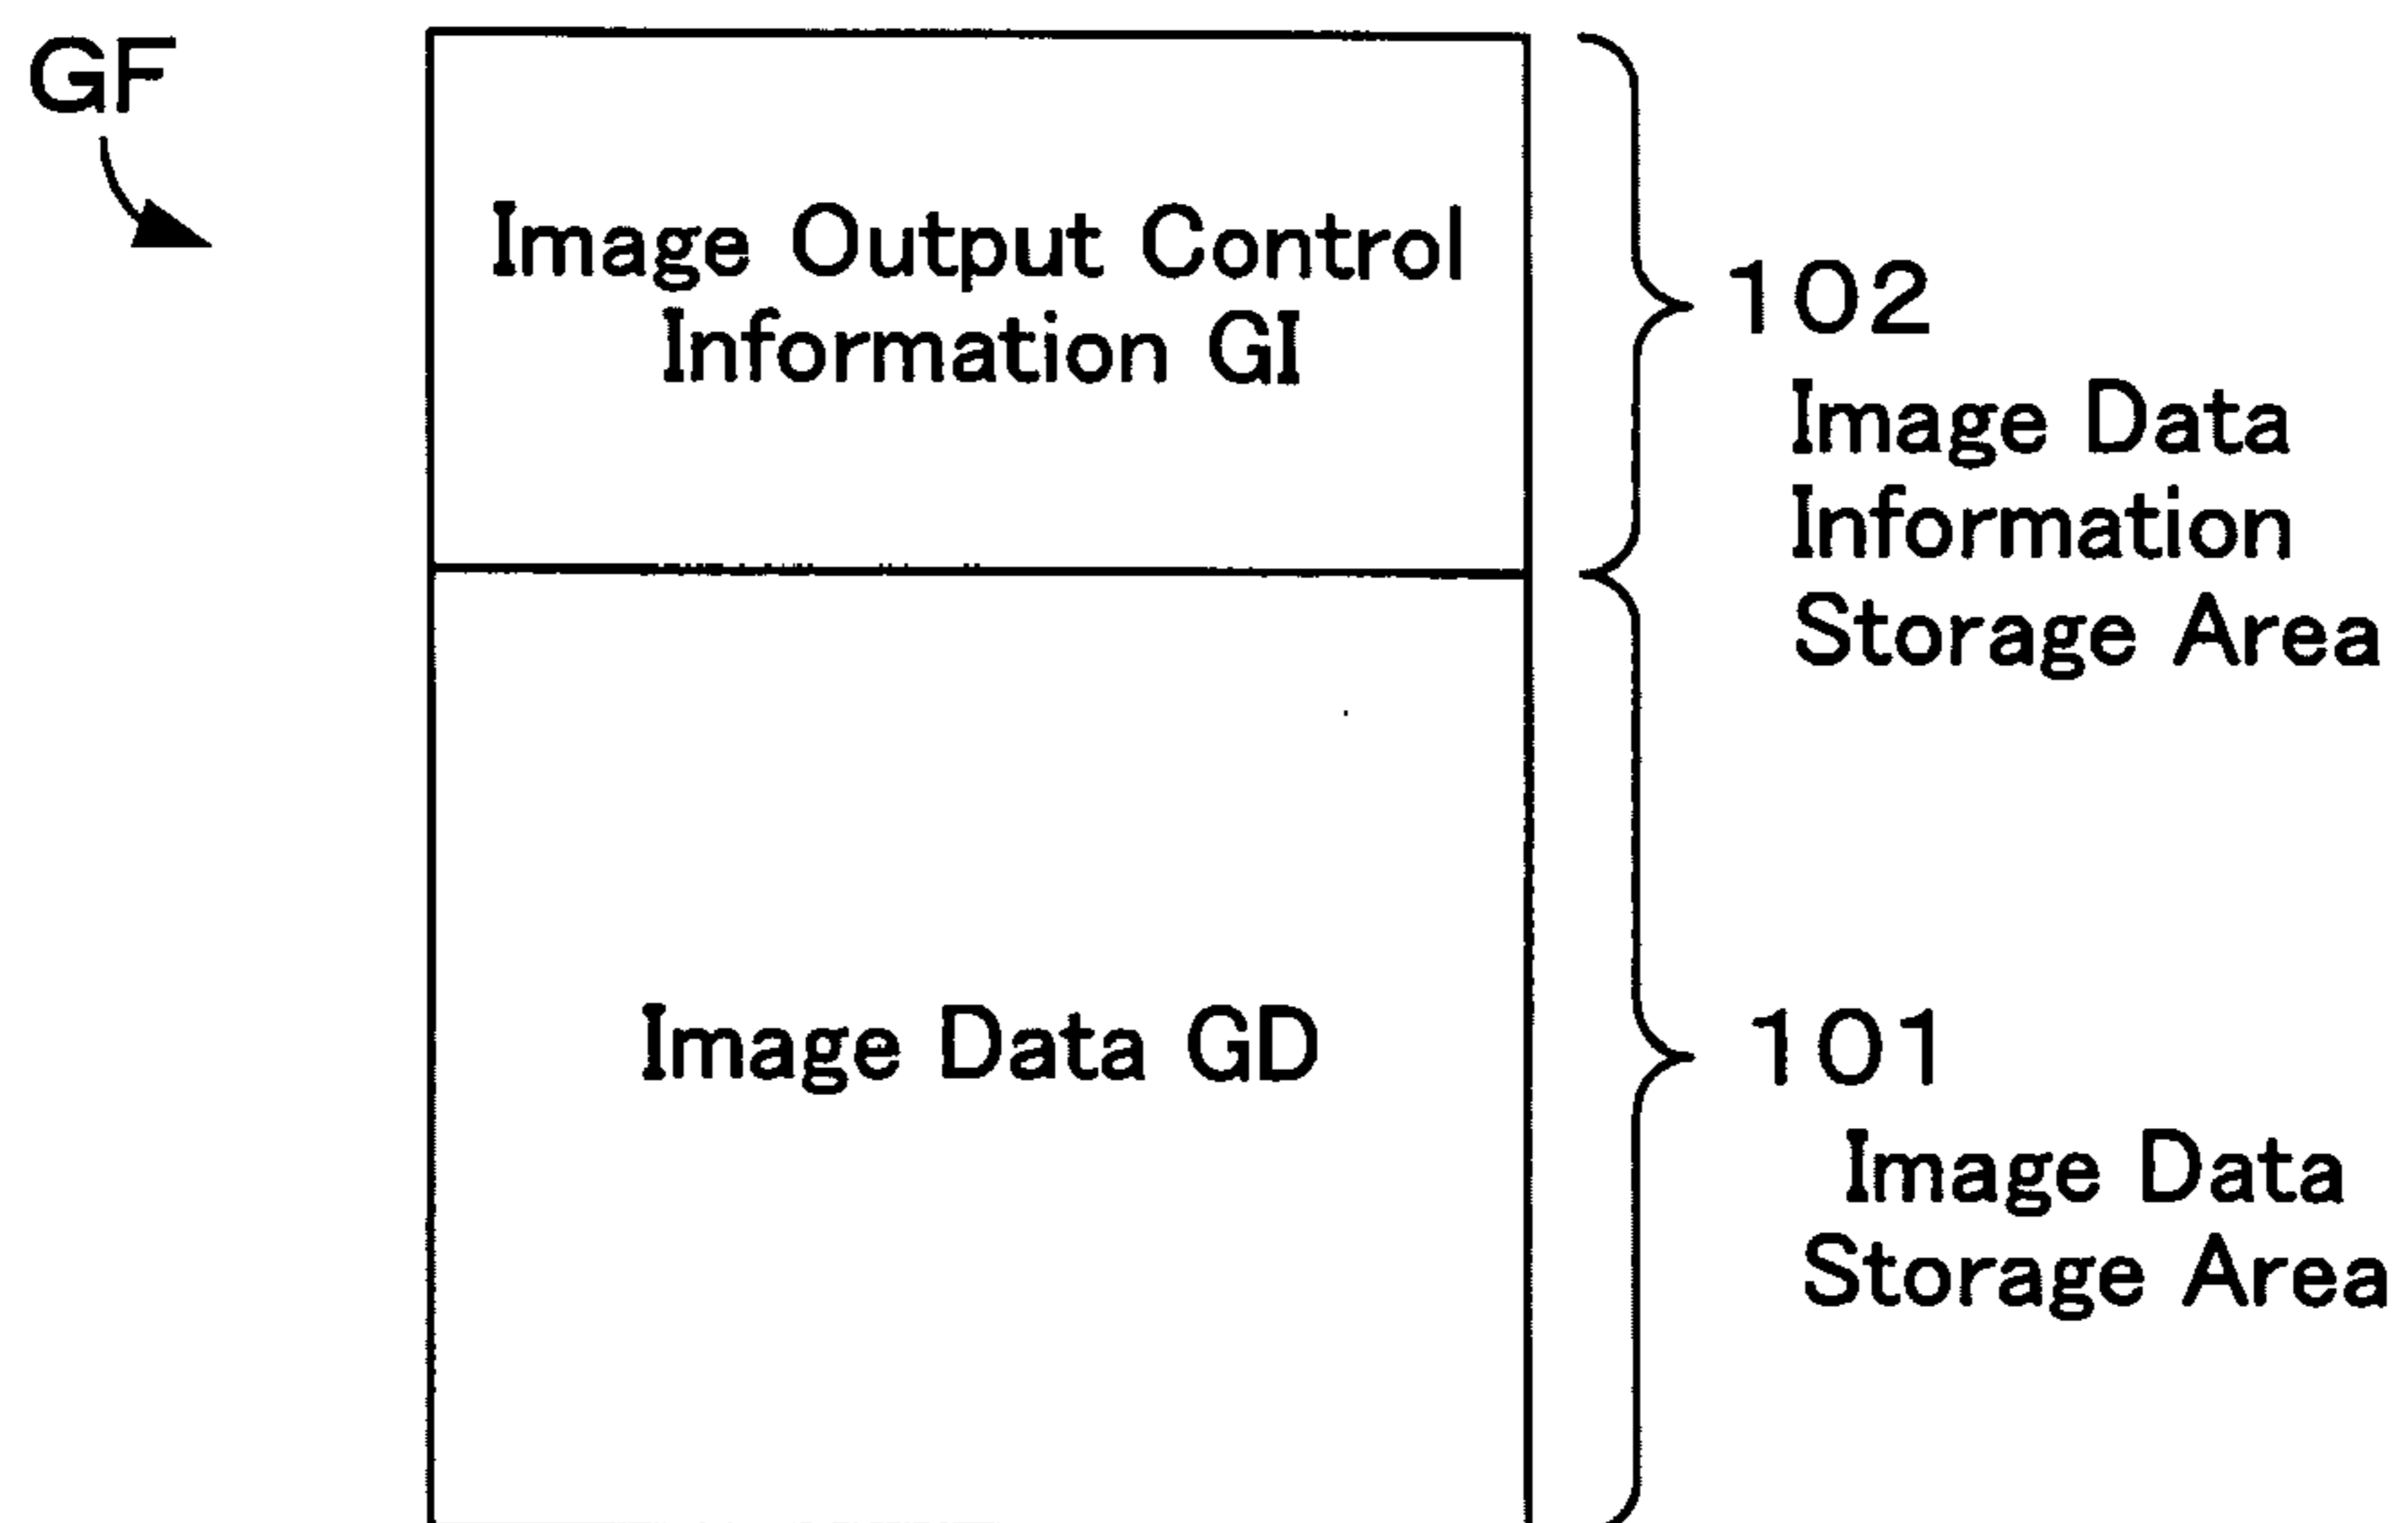 GF
Image Output Control
Information GI
102
Image Data
Information
Storage Area
Image Data GD
101
Image Data
Storage Area